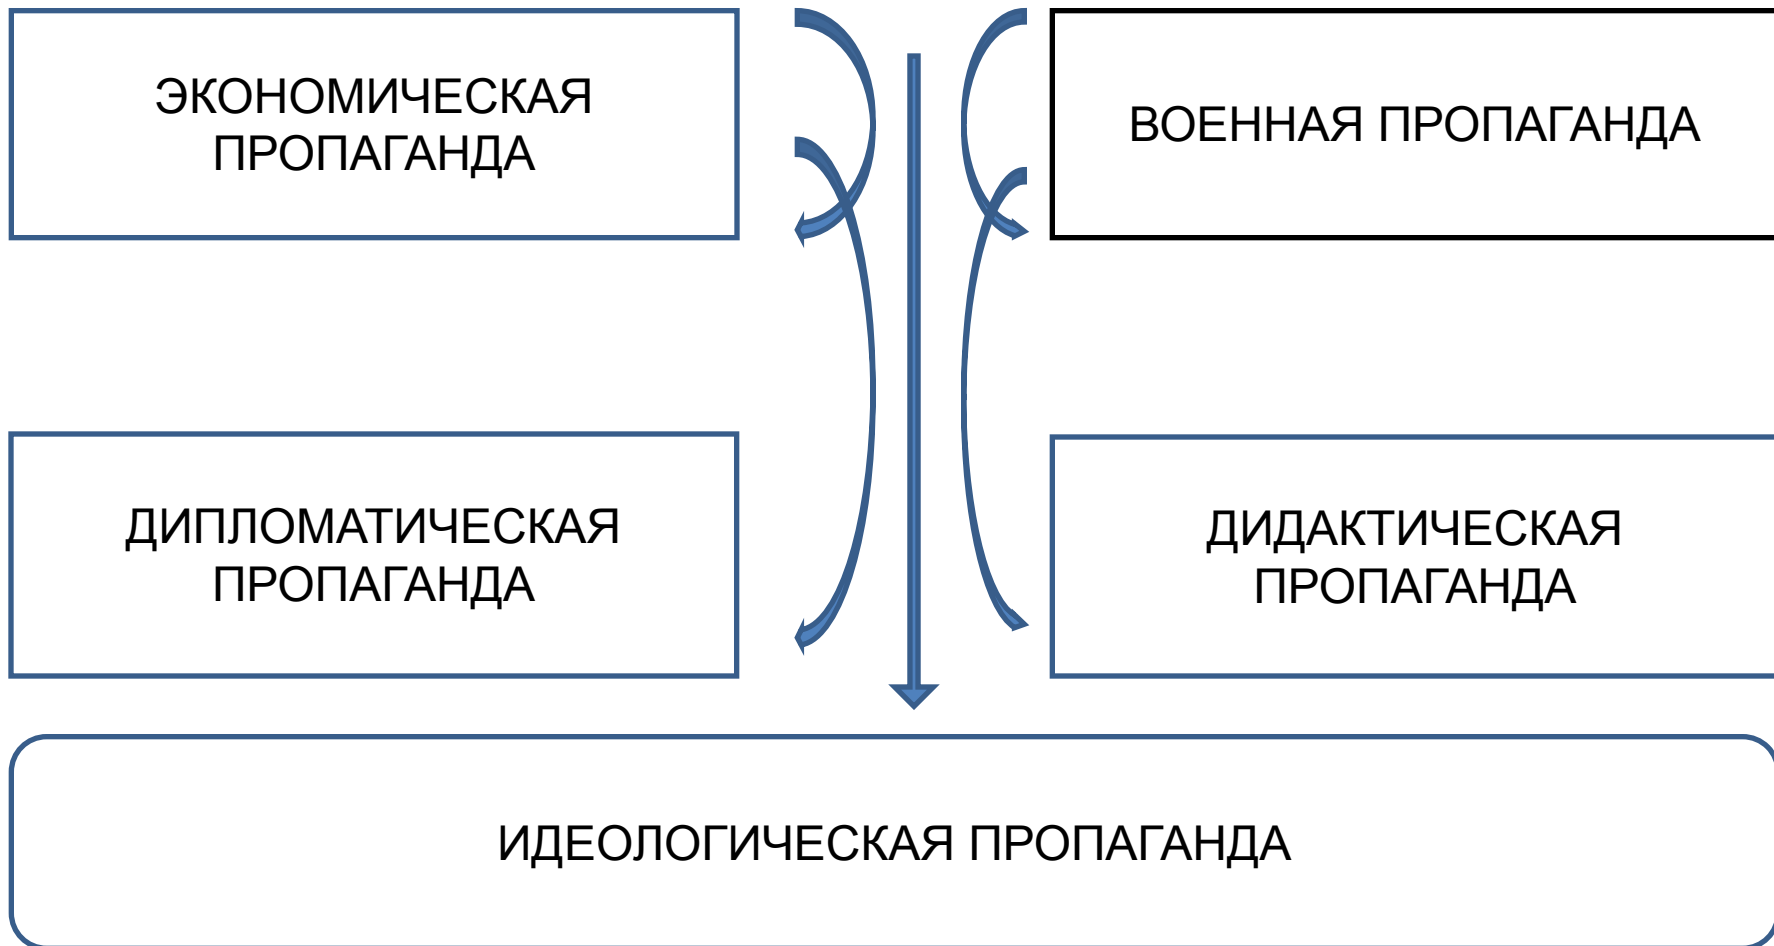 ЭКОНОМИЧЕСКАЯ
ПРОПАГАНДА
ВОЕННАЯ ПРОПАГАНДА
ДИПЛОМАТИЧЕСКАЯ
ПРОПАГАНДА
ДИДАКТИЧЕСКАЯ
ПРОПАГАНДА
ИДЕОЛОГИЧЕСКАЯ ПРОПАГАНДА